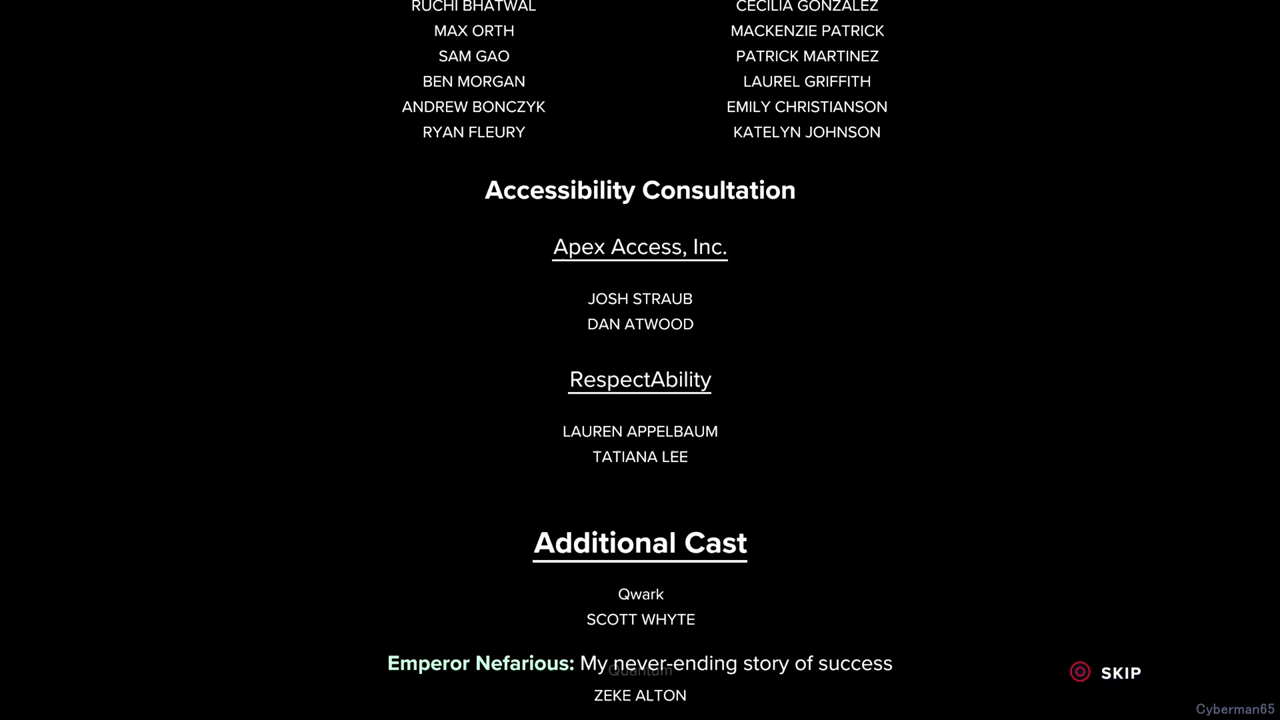 RUCHI BHATWAL
CECILIA GONZALEZ
MAX ORTH
MACKENZIE PATRICK
SAM GAO
PATRICK MARTINEZ
BEN MORGAN
LAUREL GRIFFITH
ANDREW BONCZYK
EMILY CHRISTIANSON
RYAN FLEURY
KATELYN JOHNSON
Accessibility Consultation
Apex Access, Inc.
JOSH STRAUB
DAN ATWOOD
RespectAbility
LAUREN APPELBAUM
TATIANA LEE
Additional Cast
Qwark
SCOTT WHYTE
Emperor Nefarious: My never-ending story of success
Quantum
SKIP
ZEKE ALTON
Cyberman65